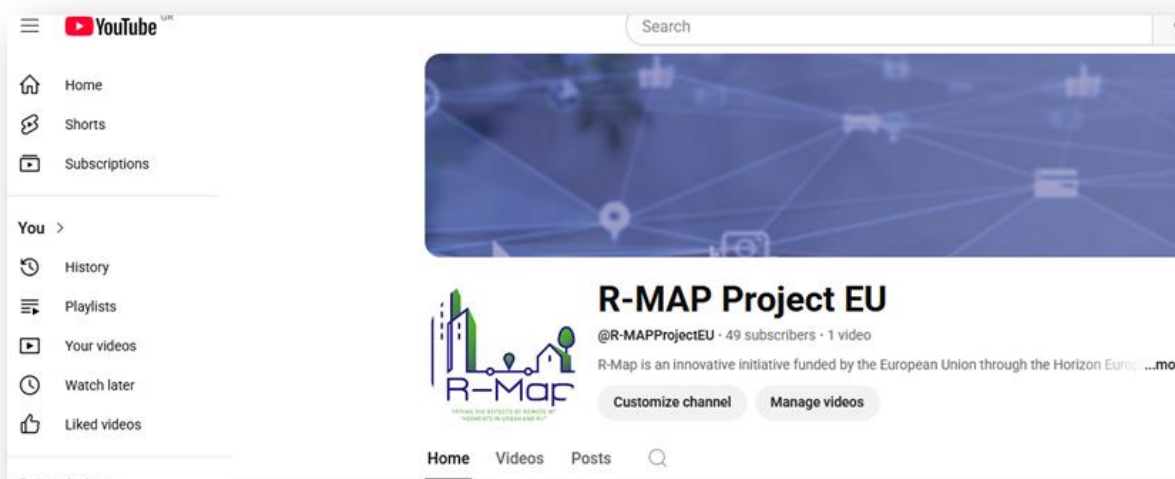 YouTube GR
Search
Home
Shorts
Subscriptions
You
History
Playlists
Your videos
Watch later
Liked videos
R-MAP Project EU
@R-MAPProjectEU · 49 subscribers · 1 video
R-Map is an innovative initiative funded by the European Union through the Horizon Europ ...mo
Customize channel
Manage videos
R-Map
Home Videos Posts